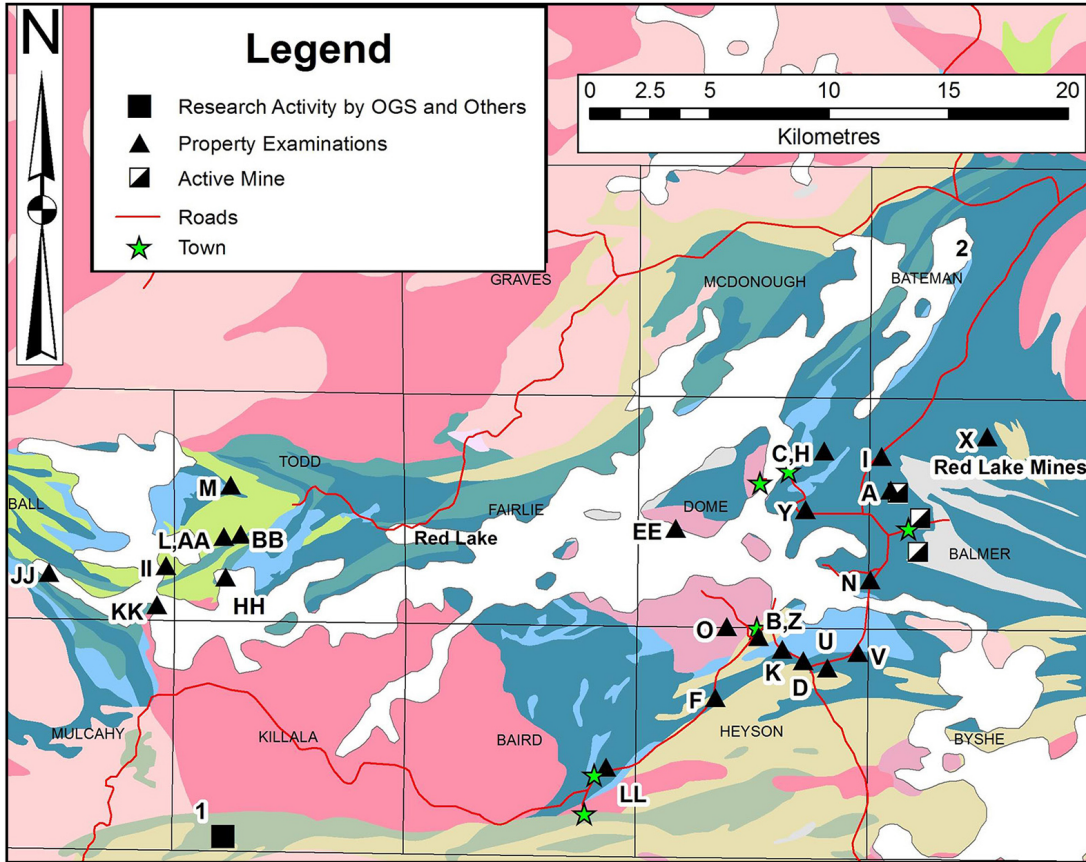 N
Legend
Research Activity by OGS and Others
Property Examinations
Active Mine
Roads
Town
0 2.5 5 10 15 20
Kilometres
2
GRAVES
MCDONOUGH
BATEMAN
C,H
I
X
TODD
M
Red Lake Mines
A
BALL
FAIRLIE
DOME
Y
L,AA
BB
Red Lake
EE
BALMER
JJ
II
N
KK
HH
O
B,Z
U
K
V
D
F
MULCAHY
KILLALA
BAIRD
HEYSON
BYSHE
LL
1